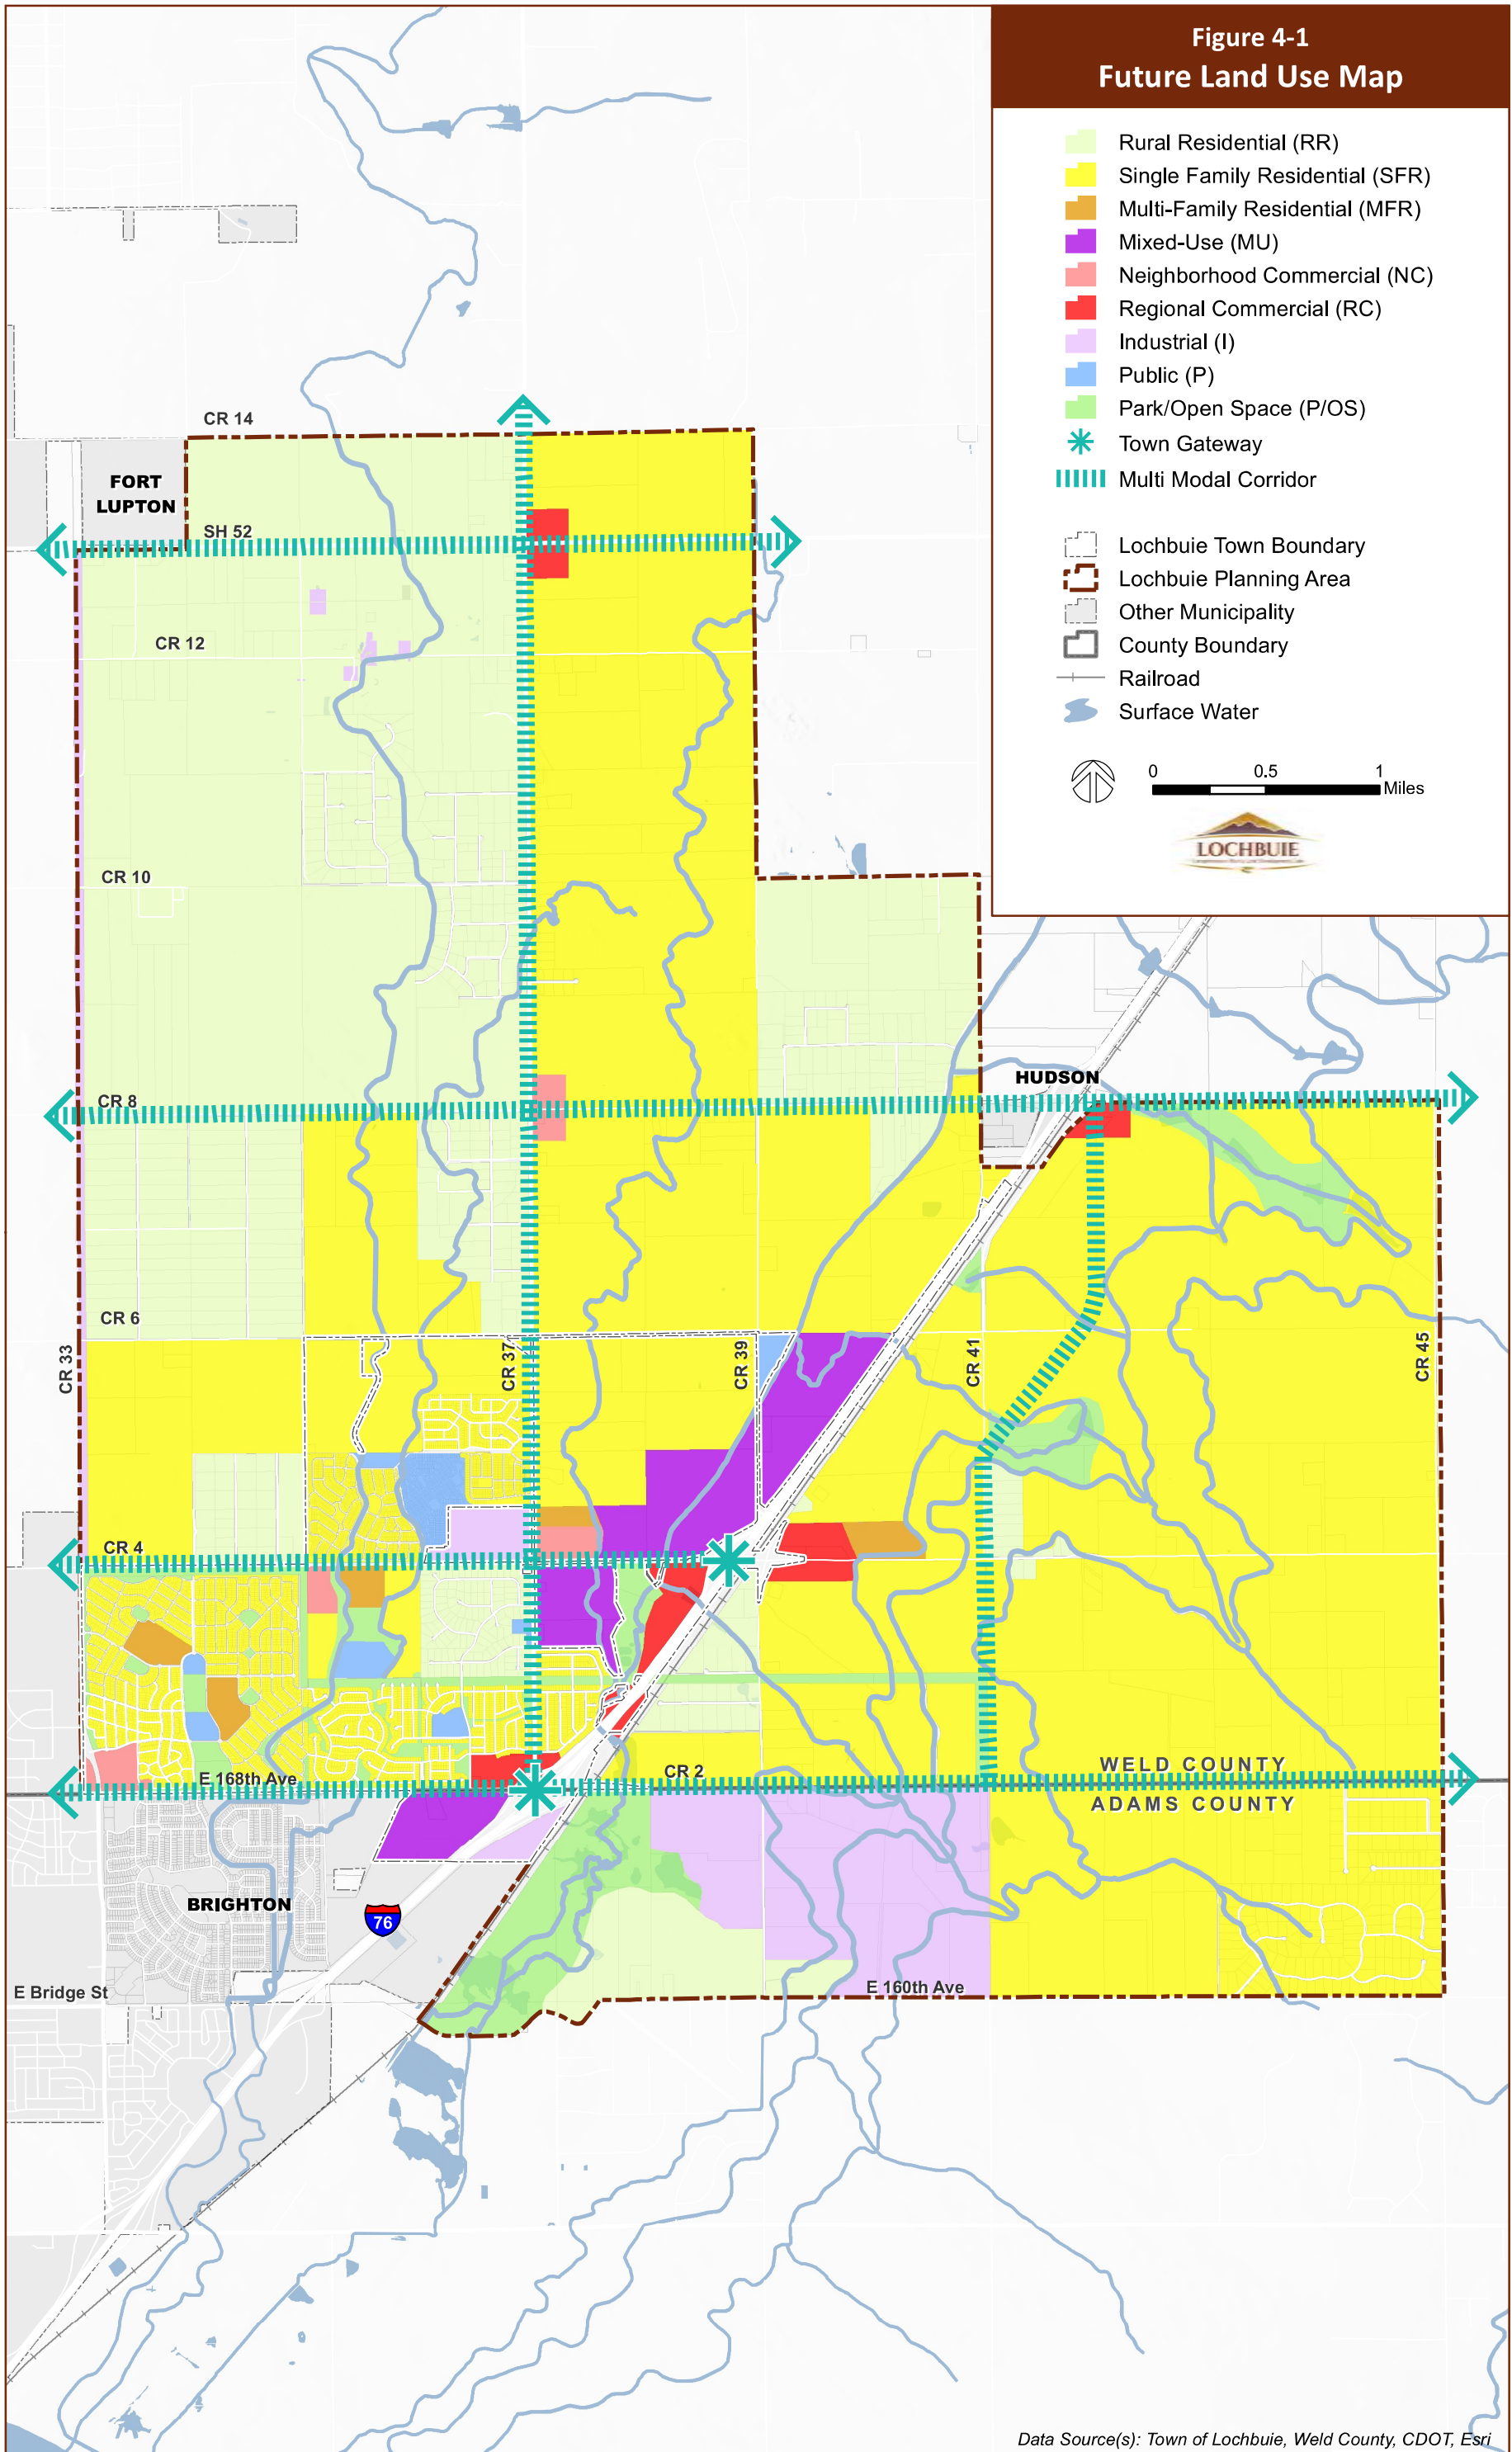 Figure 4-1
Future Land Use Map
Rural Residential (RR)
Single Family Residential (SFR)
Multi-Family Residential (MFR)
Mixed-Use (MU)
Neighborhood Commercial (NC)
Regional Commercial (RC)
Industrial (I)
Public (P)
Park/Open Space (P/OS)
Town Gateway
Multi Modal Corridor
Lochbuie Town Boundary
Lochbuie Planning Area
Other Municipality
County Boundary
Railroad
Surface Water
0 0.5 1
Miles
LOCHBUIE
CR 14
FORT
LUPTON
SH 52
CR 12
CR 10
HUDSON
CR 8
CR 6
CR 33
CR 37
CR 39
CR 41
CR 45
CR 4
E 168th Ave
CR 2
WELD COUNTY
ADAMS COUNTY
BRIGHTON
76
E Bridge St
E 160th Ave
Data Source(s): Town of Lochbuie, Weld County, CDOT, Esri